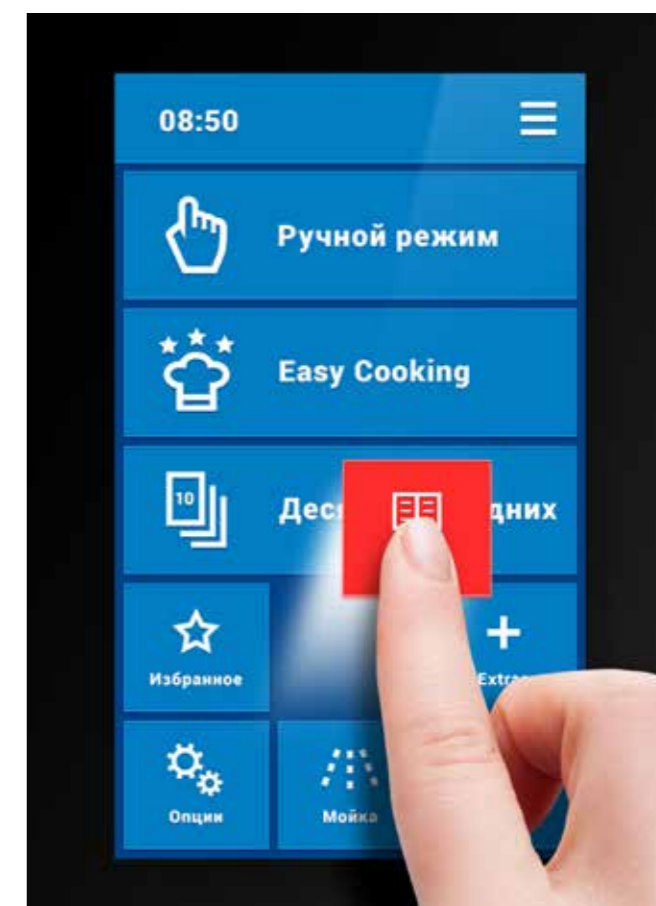 08:50
Ручной режим
Easy Cooking
10
Избранное
Опции
Мойка